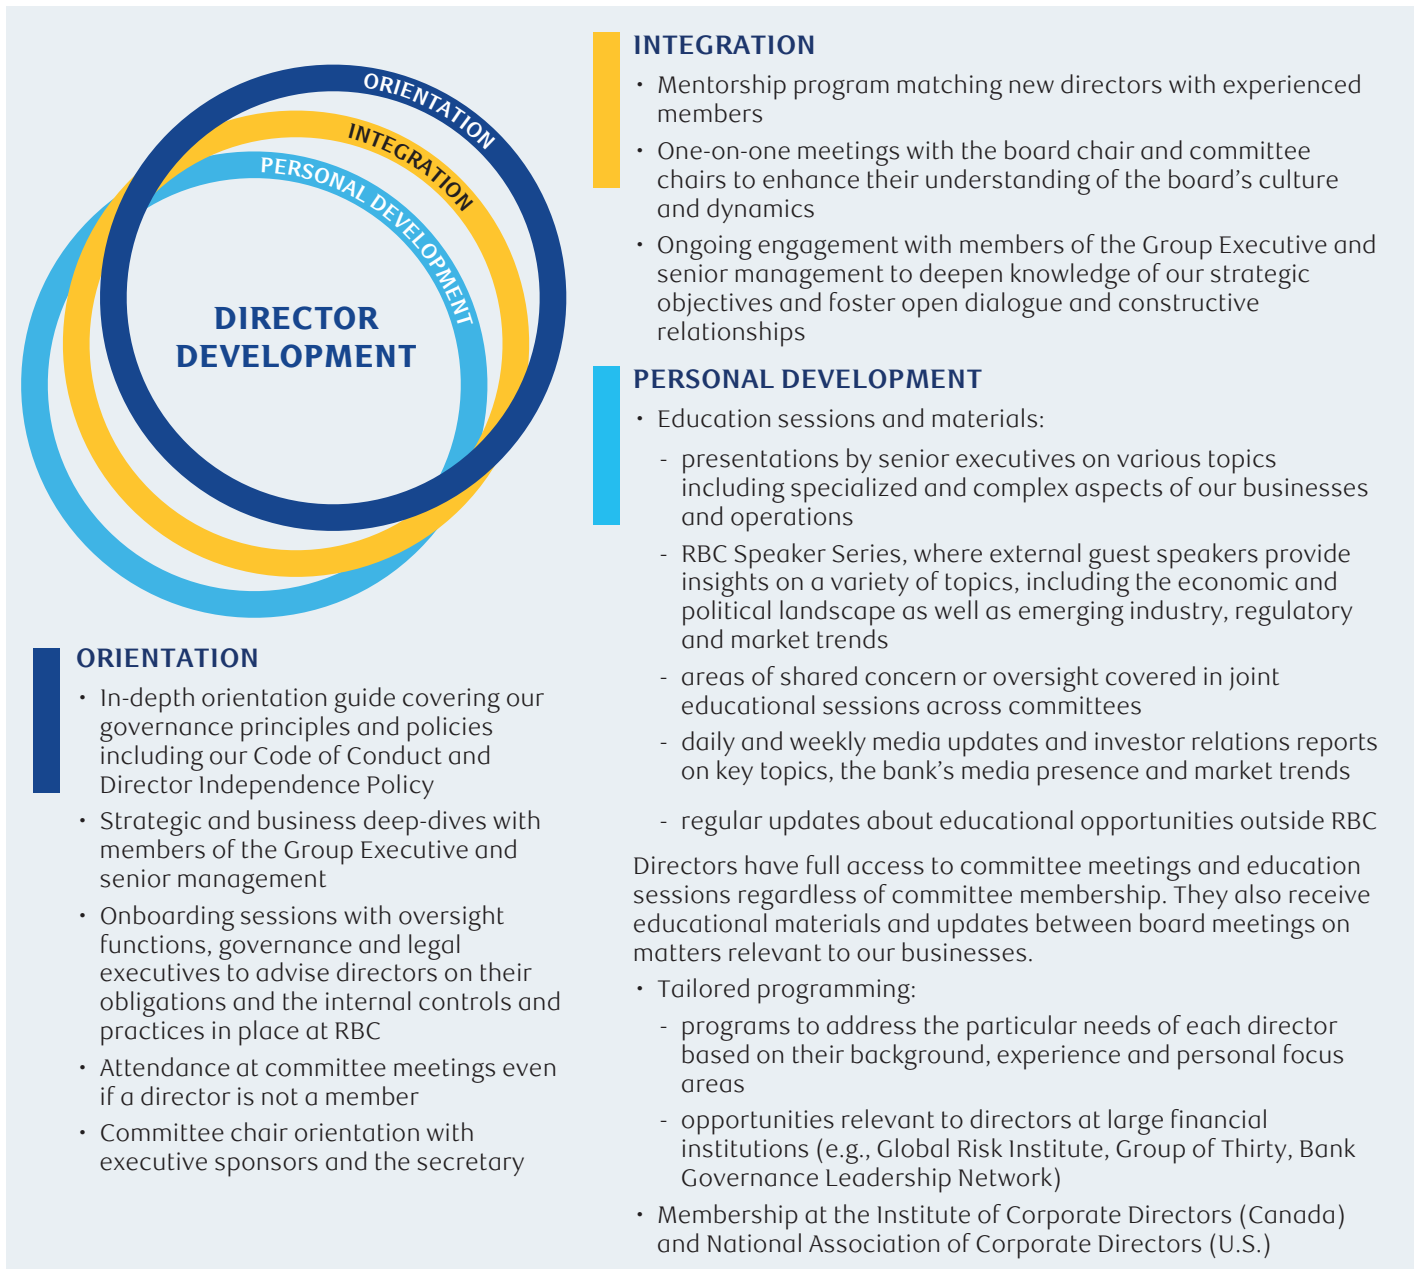 ORIENTATION
INTEGRATION
PERSONAL DEVELOPMENT
DIRECTOR
DEVELOPMENT
ORIENTATION
• In-depth orientation guide covering our
governance principles and policies
including our Code of Conduct and
Director Independence Policy
• Strategic and business deep-dives with
members of the Group Executive and
senior management
• Onboarding sessions with oversight
functions, governance and legal
executives to advise directors on their
obligations and the internal controls and
practices in place at RBC
• Attendance at committee meetings even
if a director is not a member
• Committee chair orientation with
executive sponsors and the secretary
INTEGRATION
• Mentorship program matching new directors with experienced
members
• One-on-one meetings with the board chair and committee
chairs to enhance their understanding of the board's culture
and dynamics
• Ongoing engagement with members of the Group Executive and
senior management to deepen knowledge of our strategic
objectives and foster open dialogue and constructive
relationships
PERSONAL DEVELOPMENT
• Education sessions and materials:
- presentations by senior executives on various topics
including specialized and complex aspects of our businesses
and operations
- RBC Speaker Series, where external guest speakers provide
insights on a variety of topics, including the economic and
political landscape as well as emerging industry, regulatory
and market trends
- areas of shared concern or oversight covered in joint
educational sessions across committees
- daily and weekly media updates and investor relations reports
on key topics, the bank's media presence and market trends
- regular updates about educational opportunities outside RBC
Directors have full access to committee meetings and education
sessions regardless of committee membership. They also receive
educational materials and updates between board meetings on
matters relevant to our businesses.
• Tailored programming:
- programs to address the particular needs of each director
based on their background, experience and personal focus
areas
- opportunities relevant to directors at large financial
institutions (e.g., Global Risk Institute, Group of Thirty, Bank
Governance Leadership Network)
• Membership at the Institute of Corporate Directors (Canada)
and National Association of Corporate Directors (U.S.)